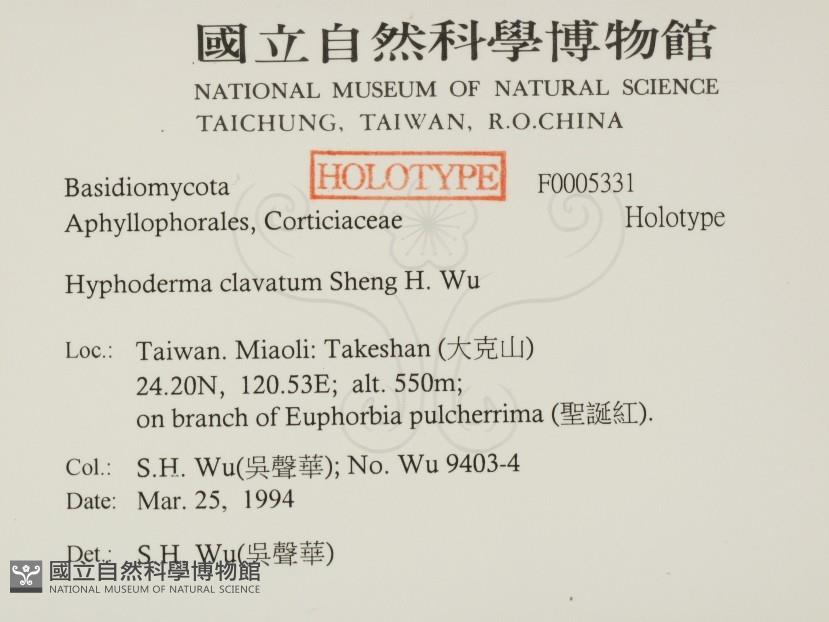 國立自然科學博物館
NATIONAL MUSEUM OF NATURAL SCIENCE
TAICHUNG, TAIWAN, R.O.CHINA
Basidiomycota HOLOTYPE F0005331
Aphyllophorales, Corticiaceae Holotype
Hyphoderma clavatum Sheng H. Wu
Loc.: Taiwan. Miaoli: Takeshan (大克山)
24.20N, 120.53E; alt. 550m;
on branch of Euphorbia pulcherrima (聖誕紅).
Col.: S.H. Wu(吳聲華); No. Wu 9403-4
Date: Mar. 25, 1994
Det.: S.H. Wu(吳聲華)
國立自然科學博物館
NATIONAL MUSEUM OF NATURAL SCIENCE